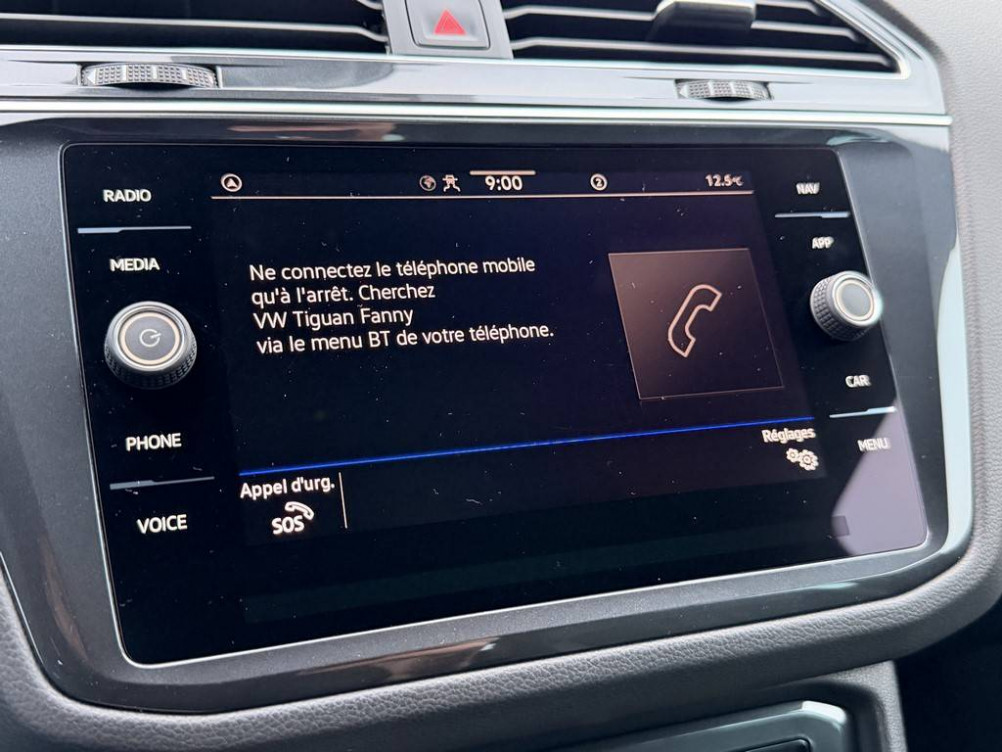 RADIO
MEDIA
PHONE
VOICE
9:00
2
12.5°C
Ne connectez le téléphone mobile
qu'à l'arrêt. Cherchez
VW Tiguan Fanny
via le menu BT de votre téléphone.
Réglages
Appel d'urg.
SOS
NAV
APP
CAR
MENU